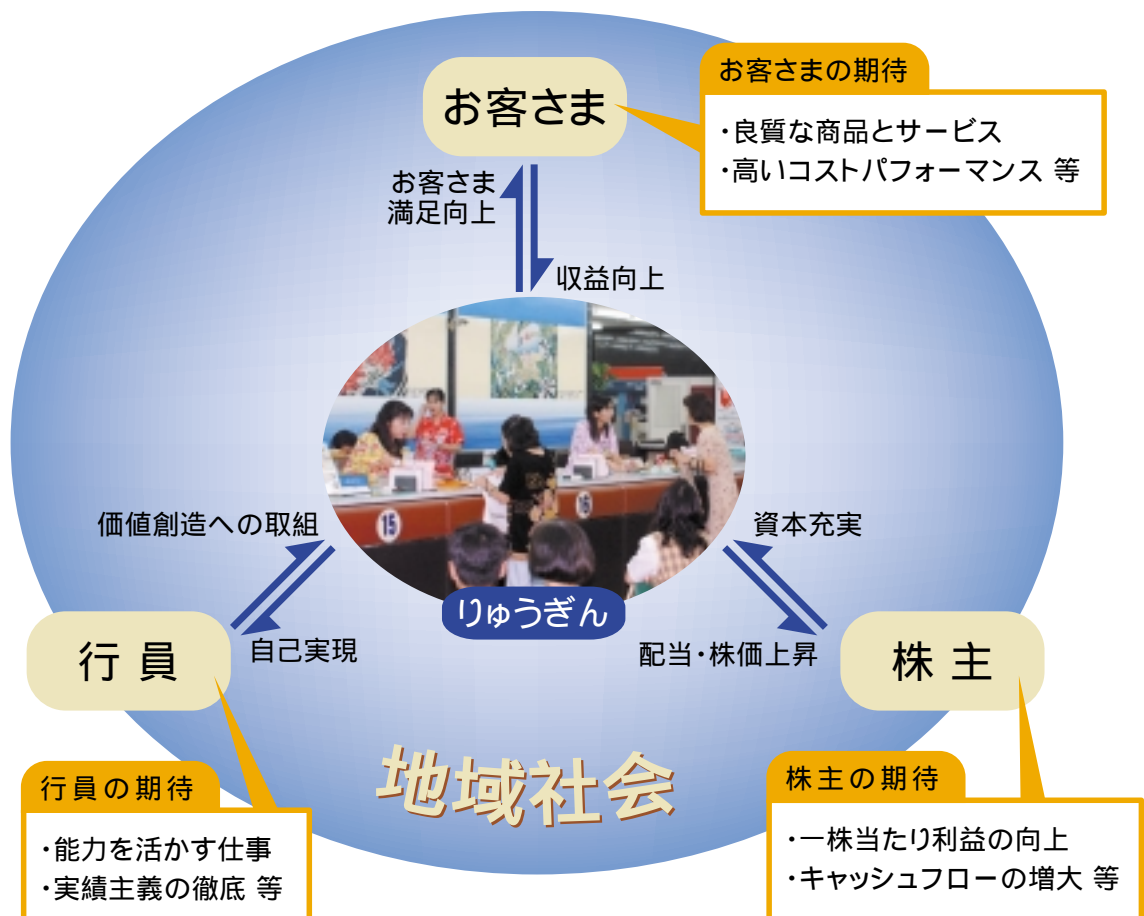 お客さまの期待
お客さま
・良質な商品とサービス
・高いコストパフォーマンス 等
お客さま
満足向上
収益向上
価値創造への取組
15
16
資本充実
りゅうぎん
行員
自己実現
配当・株価上昇
株主
地域社会
行員の期待
・能力を活かす仕事
・実績主義の徹底 等
株主の期待
・一株当たり利益の向上
・キャッシュフローの増大 等